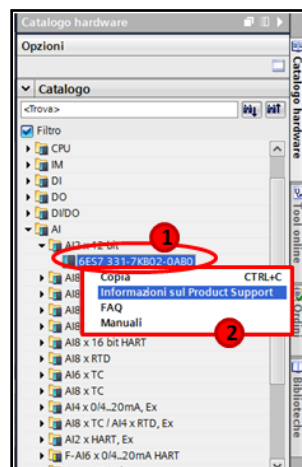 Catalogo hardware
Opzioni
Catalogo
<Trova>
Filtro
CPU
IM
DI
DO
DI/DO
AI
AI2 x 12 bit
1
6ES7 331-7KB02-0AB0
AI8
Copia CTRL+C
AI8
Informazioni sul Product Support
AI8
FAQ
AI8
Manuali
2
AI8 x 16 bit HART
AI8 x RTD
AI6 x TC
AI8 x TC
AI4 x 0/4..20mA, Ex
AI8 x TC / AI4 x RTD, Ex
AI2 x HART, Ex
F-AI6 x 0/4..20mA HART
Catalogo hardware
Tool online
Ordini
Biblioteche